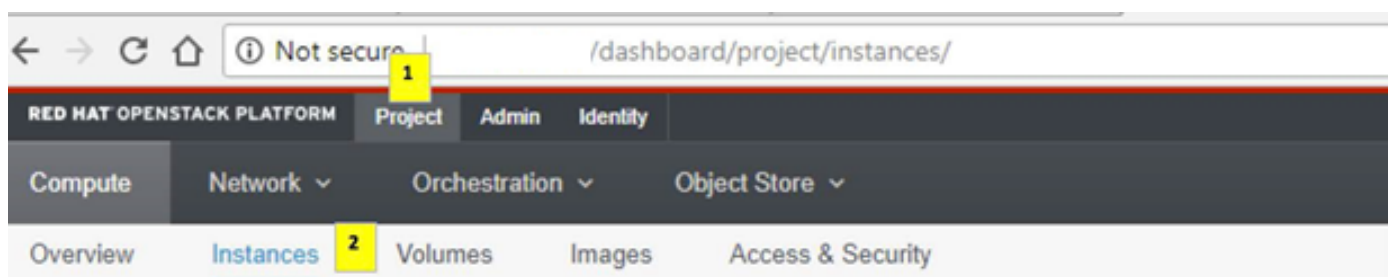 Not secure /dashboard/project/instances/
1
RED HAT OPENSTACK PLATFORM Project Admin Identity
Compute Network Orchestration Object Store
Overview Instances 2 Volumes Images Access & Security